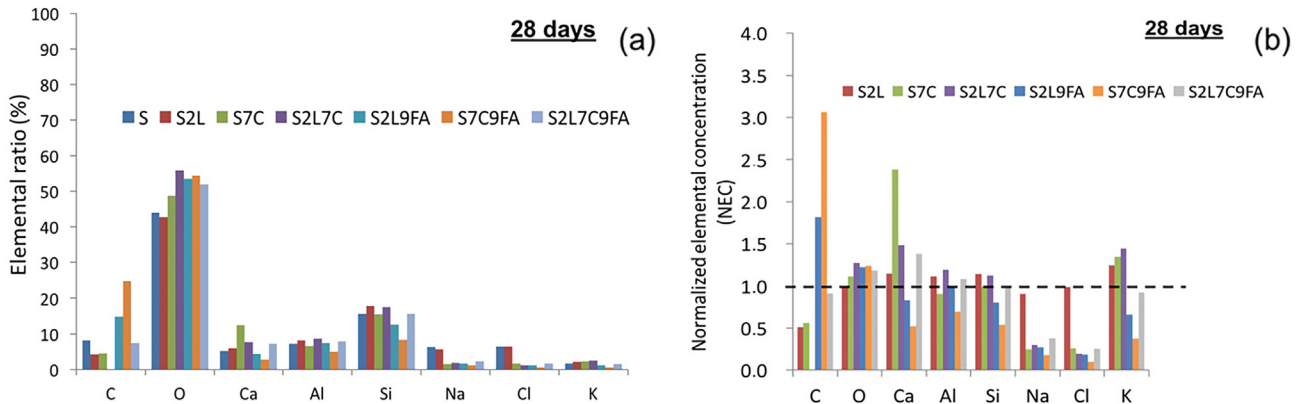 28 days
(a)
Elemental ratio (%)
100
90
80
70
60
50
40
30
20
10
0
S S2L S7C S2L7C S2L9FA S7C9FA S2L7C9FA
C O Ca Al Si Na Cl K
28 days
(b)
Normalized elemental concentration
(NEC)
4.0
3.5
3.0
2.5
2.0
1.5
1.0
0.5
0.0
S2L S7C S2L7C S2L9FA S7C9FA S2L7C9FA
C O Ca Al Si Na Cl K